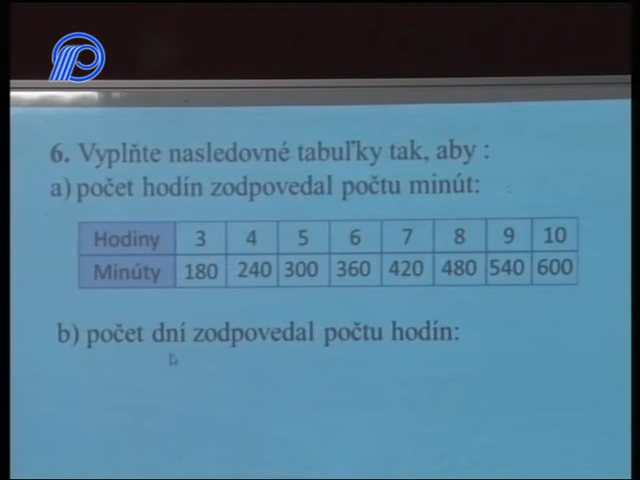 6. Vyplňte nasledovné tabuľky tak, aby :
a) počet hodín zodpovedal počtu minút:
Hodiny 3 4 5 6 7 8 9 10
Minúty 180 240 300 360 420 480 540 600
b) počet dní zodpovedal počtu hodín: